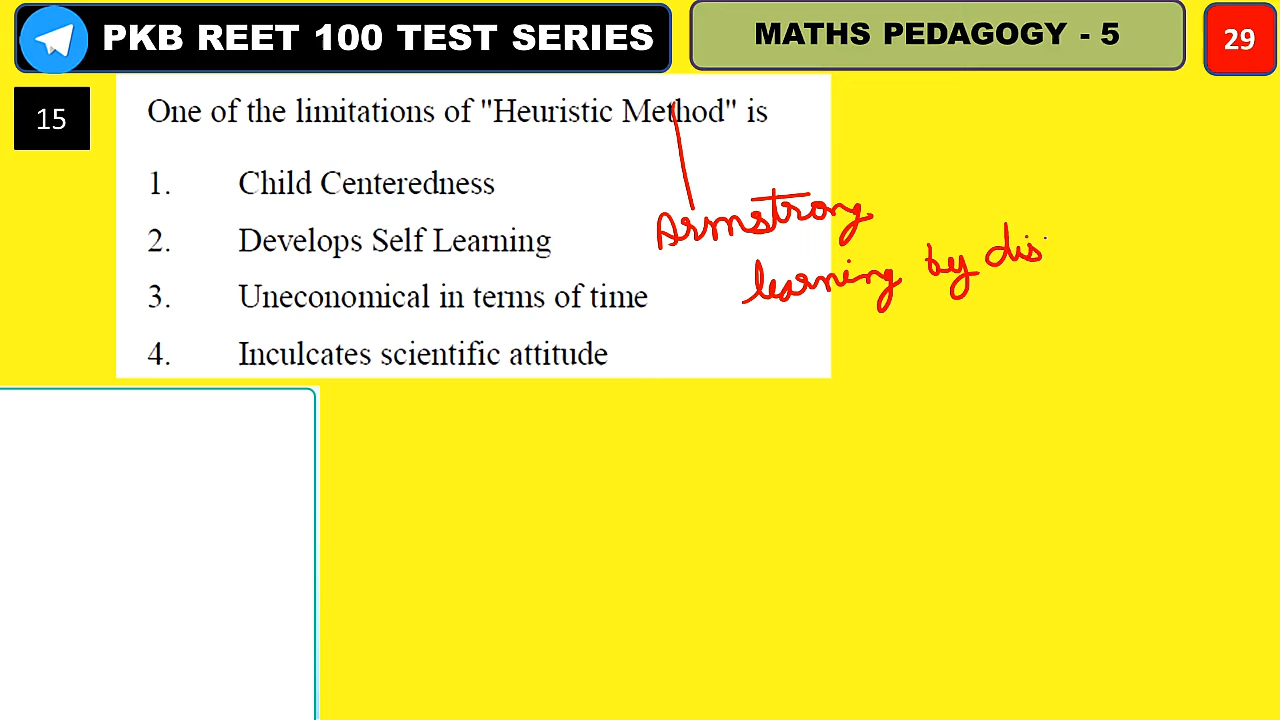 PKB REET 100 TEST SERIES
MATHS PEDAGOGY - 5
29
15
One of the limitations of "Heuristic Method" is
1. Child Centeredness
2. Develops Self Learning
3. Uneconomical in terms of time
4. Inculcates scientific attitude
Armstrong
learning by dis